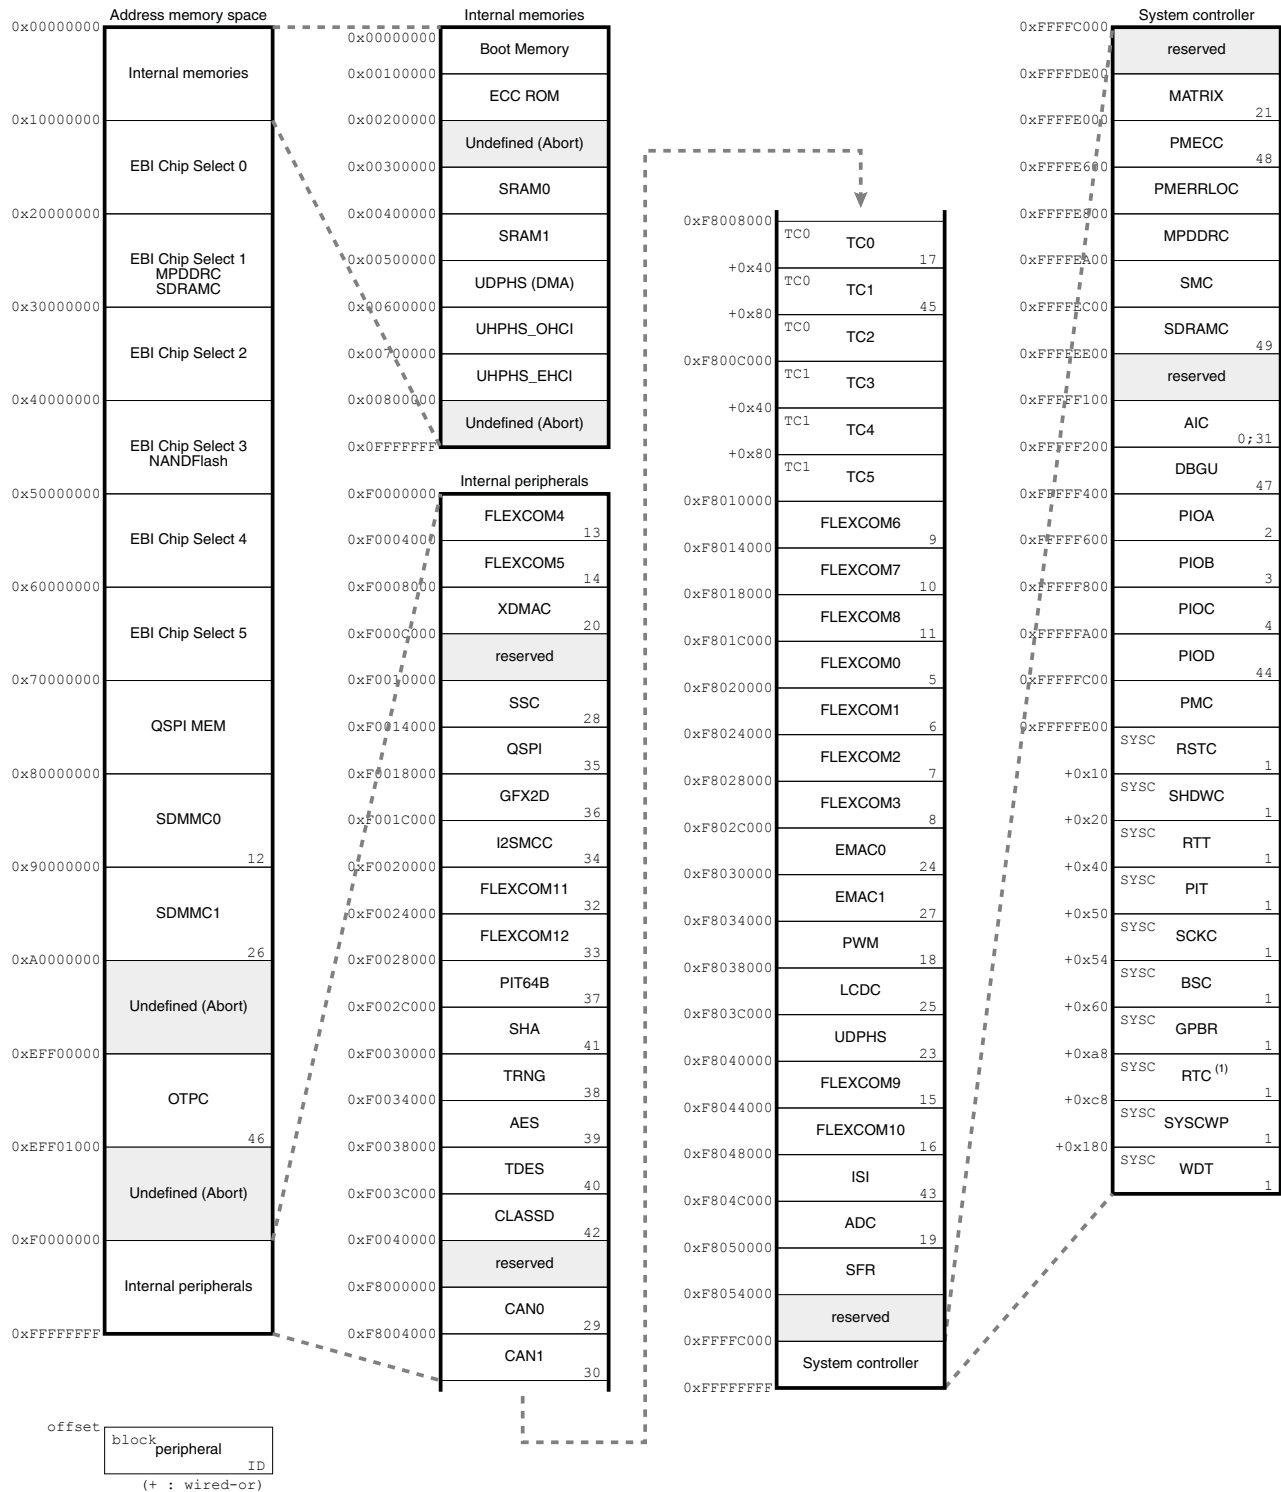 Address memory space
0x00000000
Internal memories
0x10000000
EBI Chip Select 0
0x20000000
EBI Chip Select 1
MPDDRC
SDRAMC
0x30000000
EBI Chip Select 2
0x40000000
EBI Chip Select 3
NANDFlash
0x50000000
EBI Chip Select 4
0x60000000
EBI Chip Select 5
0x70000000
QSPI MEM
0x80000000
SDMMC0
12
0x90000000
SDMMC1
26
0xA0000000
Undefined (Abort)
0xEFF00000
OTPC
46
0xEFF01000
Undefined (Abort)
0xF0000000
Internal peripherals
0xFFFFFFFF
offset
block
peripheral
ID
(+ : wired-or)
Internal memories
0x00000000
Boot Memory
0x00100000
ECC ROM
0x00200000
Undefined (Abort)
0x00300000
SRAM0
0x00400000
SRAM1
0x00500000
UDPHS (DMA)
0x00600000
UHPHS_OHCI
0x00700000
UHPHS_EHCI
0x00800000
Undefined (Abort)
0x0FFFFFFF
Internal peripherals
0xF0000000
FLEXCOM4
13
0xF0004000
FLEXCOM5
14
0xF0008000
XDMAC
20
0xF000C000
reserved
0xF0010000
SSC
28
0xF0014000
QSPI
35
0xF0018000
GFX2D
36
0xF001C000
I2SMCC
34
0xF0020000
FLEXCOM11
32
0xF0024000
FLEXCOM12
33
0xF0028000
PIT64B
37
0xF002C000
SHA
41
0xF0030000
TRNG
38
0xF0034000
AES
39
0xF0038000
TDES
40
0xF003C000
CLASSD
42
0xF0040000
reserved
0xF8000000
CAN0
29
0xF8004000
CAN1
30
0xF8008000
TC0
TC0
17
+0x40
TC0
TC1
45
+0x80
TC0
TC2
0xF800C000
TC1
TC3
+0x40
TC1
TC4
+0x80
TC1
TC5
0xF8010000
FLEXCOM6
9
0xF8014000
FLEXCOM7
10
0xF8018000
FLEXCOM8
11
0xF801C000
FLEXCOM0
5
0xF8020000
FLEXCOM1
6
0xF8024000
FLEXCOM2
7
0xF8028000
FLEXCOM3
8
0xF802C000
EMAC0
24
0xF8030000
EMAC1
27
0xF8034000
PWM
18
0xF8038000
LCDC
25
0xF803C000
UDPHS
23
0xF8040000
FLEXCOM9
15
0xF8044000
FLEXCOM10
16
0xF8048000
ISI
43
0xF804C000
ADC
19
0xF8050000
SFR
0xF8054000
reserved
0xFFFFC000
System controller
0xFFFFFFFF
System controller
0xFFFFC000
reserved
0xFFFFDE00
MATRIX
21
0xFFFFE000
PMECC
48
0xFFFFE600
PMERRLOC
0xFFFFE800
MPDDRC
0xFFFFEA00
SMC
0xFFFFEC00
SDRAMC
49
0xFFFFEE00
reserved
0xFFFFF100
AIC
0;31
0xFFFFF200
DBGU
47
0xFFFFF400
PIOA
2
0xFFFFF600
PIOB
3
0xFFFFF800
PIOC
4
0xFFFFFA00
PIOD
44
0xFFFFFC00
PMC
0xFFFFFE00
SYSC
RSTC
1
+0x10
SYSC
SHDWC
1
+0x20
SYSC
RTT
1
+0x40
SYSC
PIT
1
+0x50
SYSC
SCKC
1
+0x54
SYSC
BSC
1
+0x60
SYSC
GPBR
1
+0xa8
SYSC
RTC (1)
1
+0xc8
SYSC
SYSCWP
1
+0x180
SYSC
WDT
1